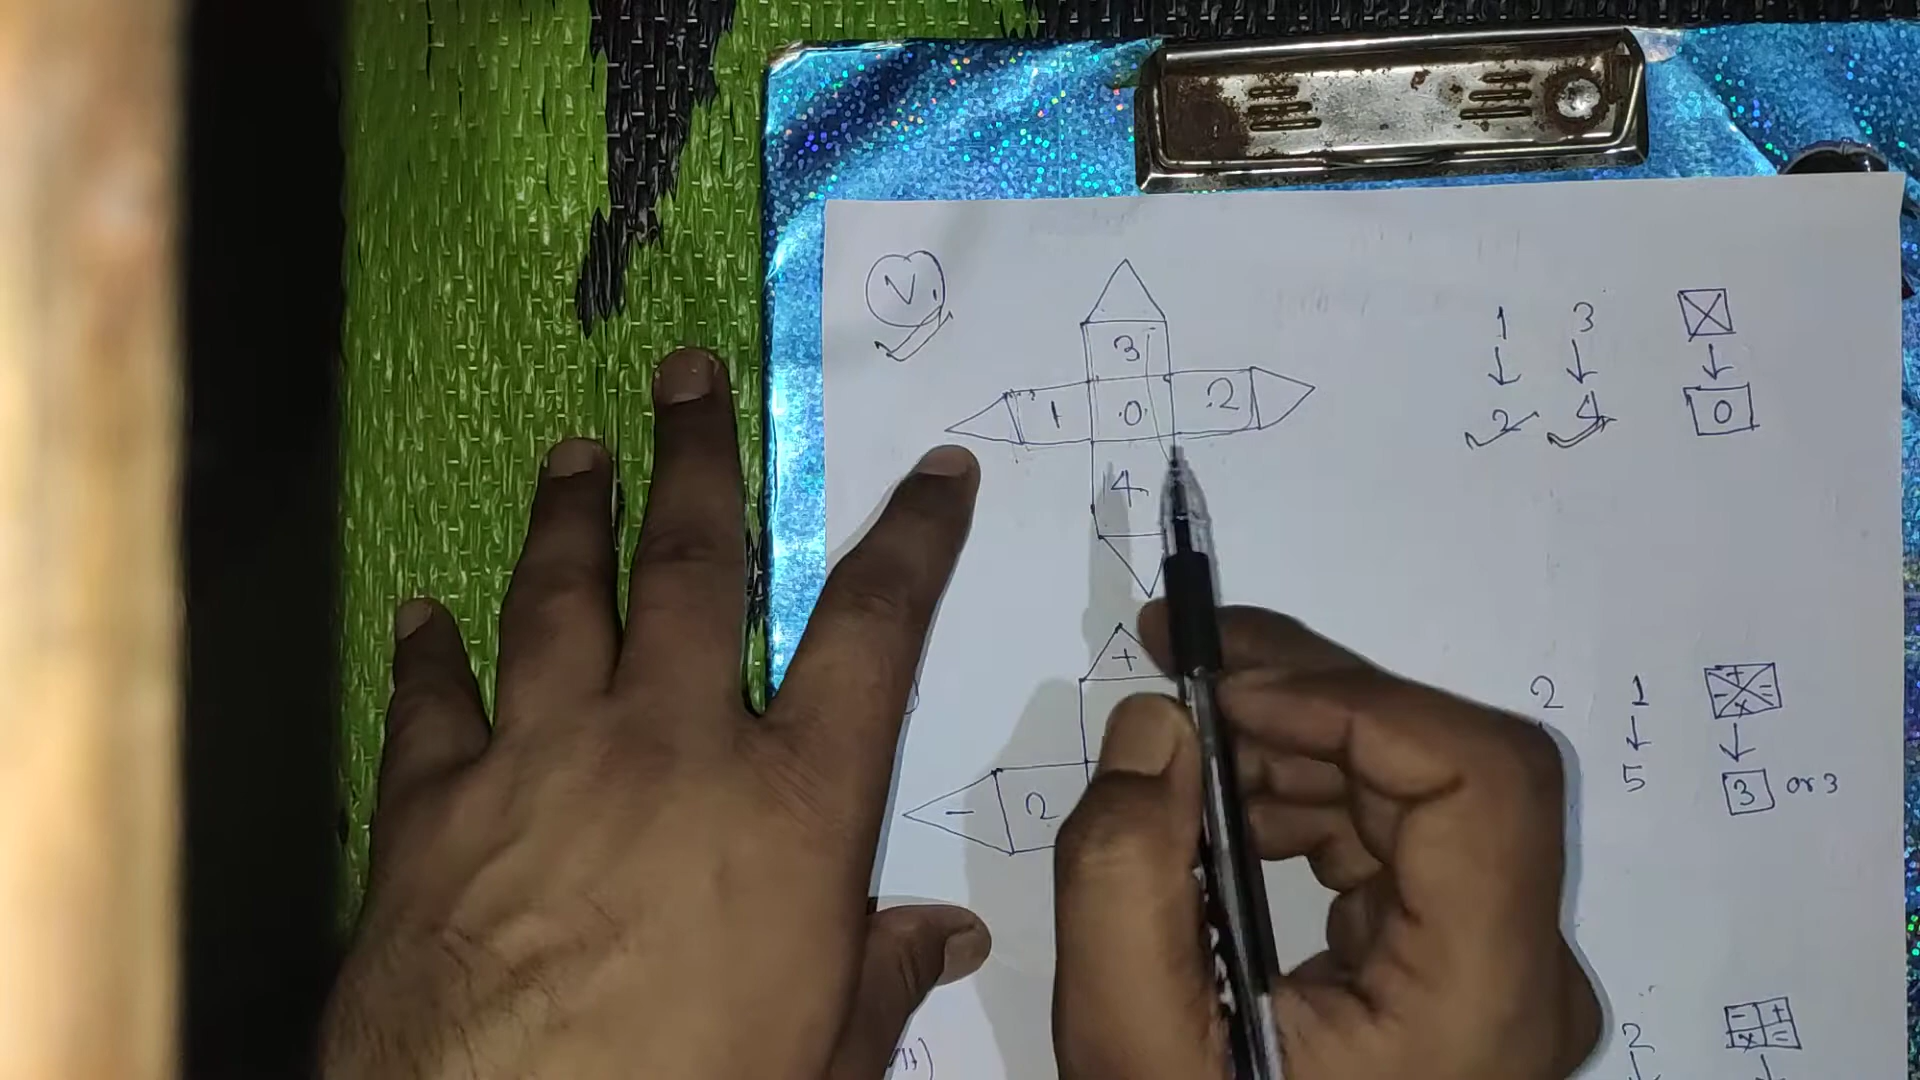 V.
3
1 0 2
4
1 3
↓ ↓ ↓
2 4 0
+
2 1 + - - ×
↓ ↓
- 2 5 3 or 3
2 - + × =